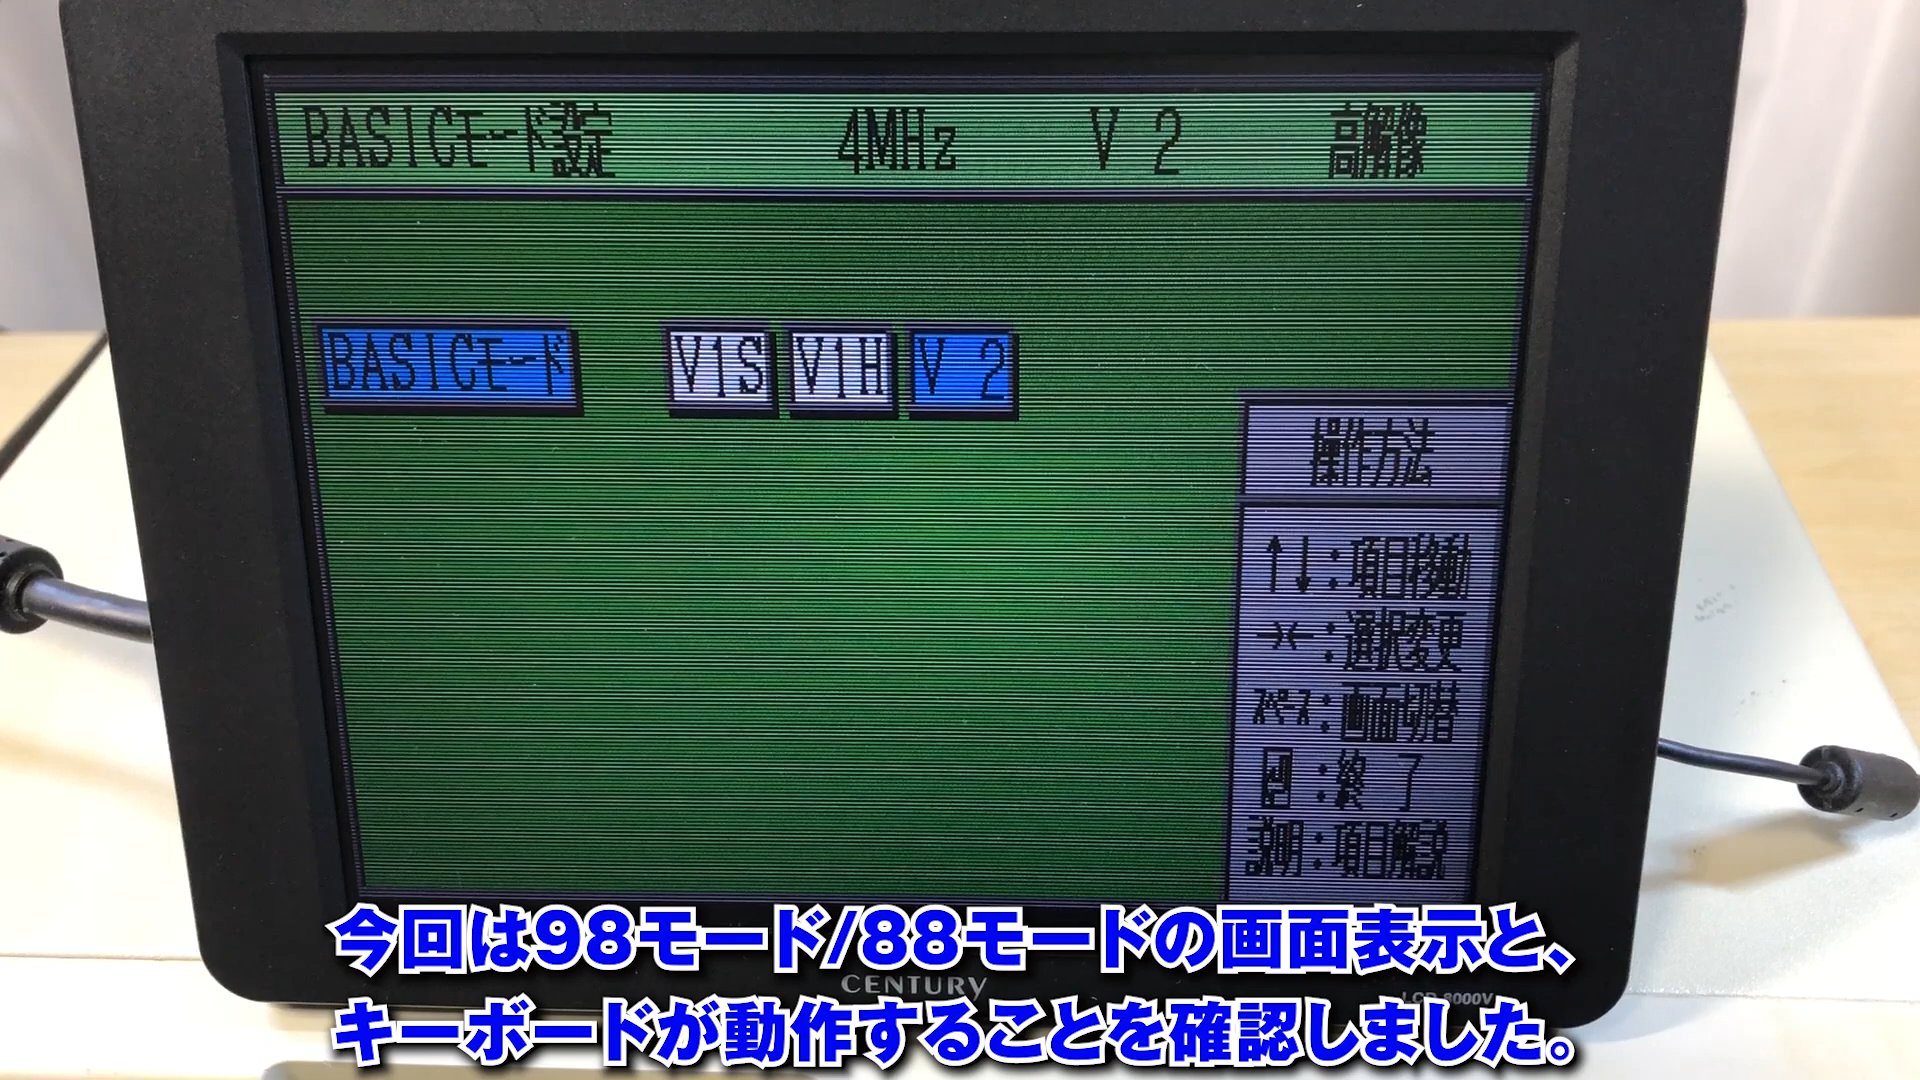 BASICモード設定 4MHz V 2 高解像
BASICモード V1S V1H V 2
操作方法
↑↓:項目移動
→←:選択変更
スペース:画面切替
:終 了
説明:項目解説
今回は98モード/88モードの画面表示と、
CENTURY
LCD 8000V
キーボードが動作することを確認しました。